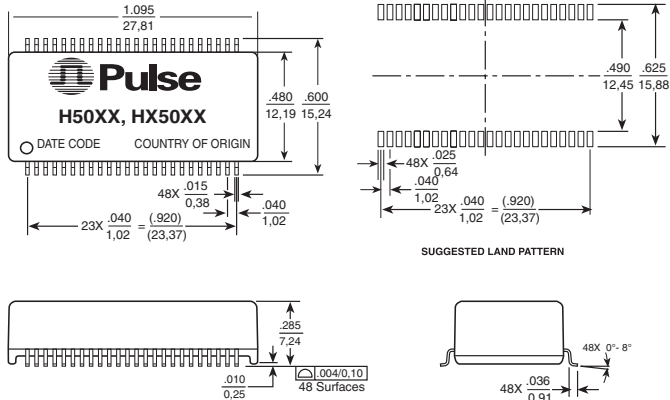 1.095
27,81
Pulse
H50XX, HX50XX
DATE CODE COUNTRY OF ORIGIN
.480
12,19
.600
15,24
48X .015
0,38
.040
1,02
23X .040 = (.920)
1,02 (23,37)
.490
12,45
.625
15,88
48X .025
0,64
.040
1,02
23X .040 = (.920)
1,02 (23,37)
SUGGESTED LAND PATTERN
.285
7,24
.010
0,25
.004/0,10
48 Surfaces
48X 0°- 8°
48X .036
0,91